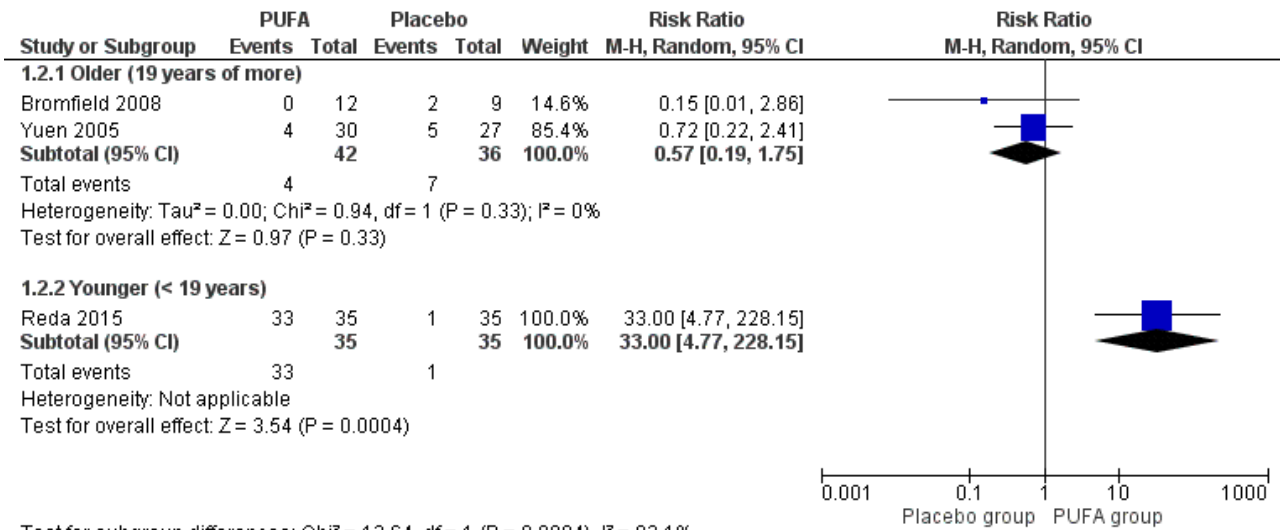 PUFA Placebo Risk Ratio Risk Ratio
Study or Subgroup Events Total Events Total Weight M-H, Random, 95% CI M-H, Random, 95% CI
1.2.1 Older (19 years of more)
Bromfield 2008 0 12 2 9 14.6% 0.15 [0.01, 2.86]
Yuen 2005 4 30 5 27 85.4% 0.72 [0.22, 2.41]
Subtotal (95% CI) 42 36 100.0% 0.57 [0.19, 1.75]
Total events 4 7
Heterogeneity: Tau² = 0.00; Chi² = 0.94, df = 1 (P = 0.33); I² = 0%
Test for overall effect: Z = 0.97 (P = 0.33)
1.2.2 Younger (< 19 years)
Reda 2015 33 35 1 35 100.0% 33.00 [4.77, 228.15]
Subtotal (95% CI) 35 35 100.0% 33.00 [4.77, 228.15]
Total events 33 1
Heterogeneity: Not applicable
Test for overall effect: Z = 3.54 (P = 0.0004)
0.001 0.1 1 10 1000
Placebo group PUFA group
Test for subgroup differences: Chi² = df = 1 (P =